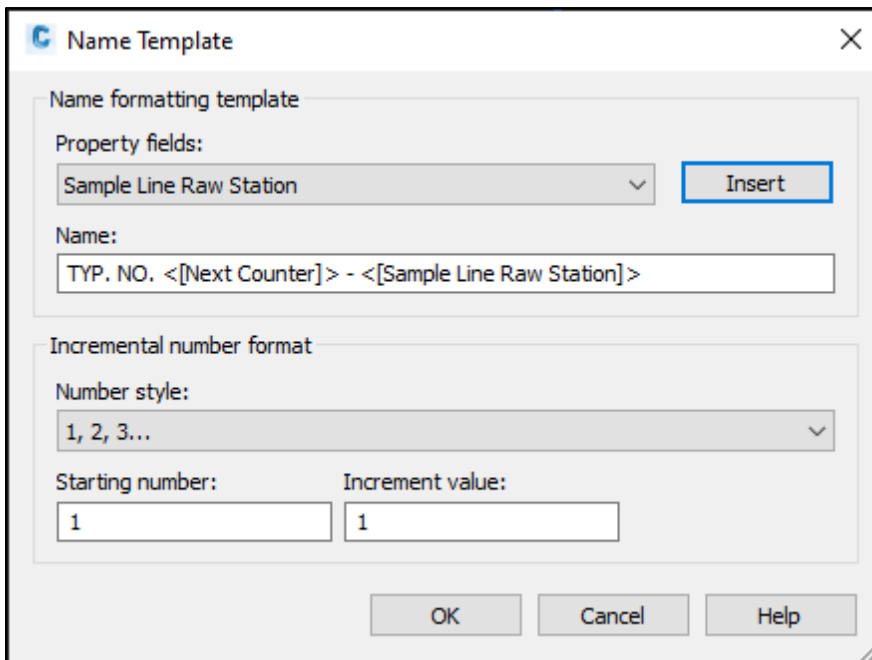 C Name Template
Name formatting template
Property fields:
Sample Line Raw Station
Insert
Name:
TYP. NO. <[Next Counter]> - <[Sample Line Raw Station]>
Incremental number format
Number style:
1, 2, 3...
Starting number: Increment value:
1 1
OK Cancel Help